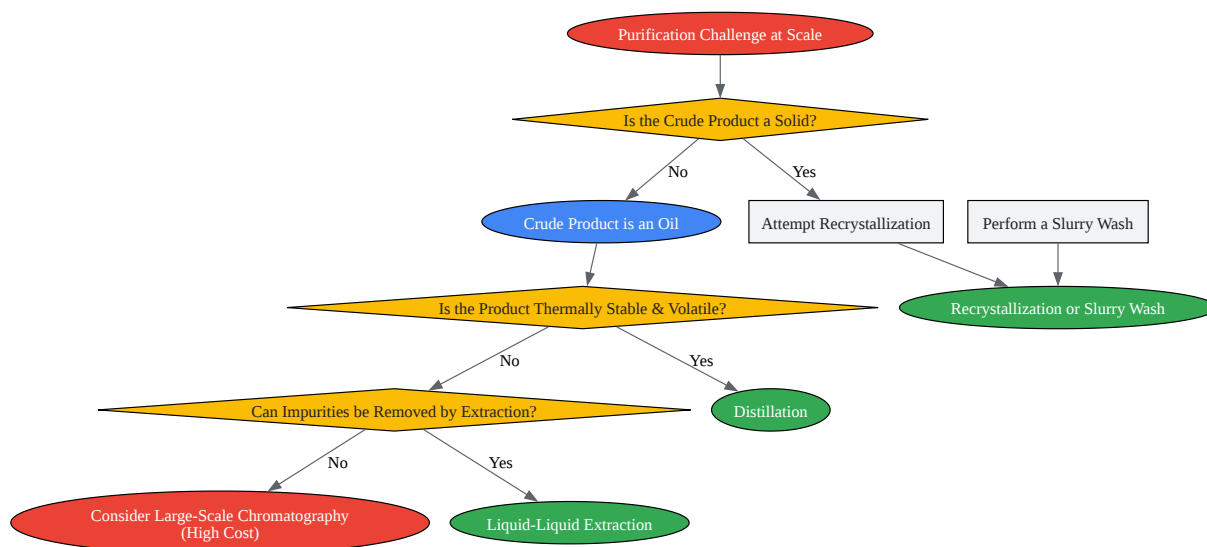 Purification Challenge at Scale
Is the Crude Product a Solid?
No
Yes
Crude Product is an Oil
Attempt Recrystallization
Perform a Slurry Wash
Is the Product Thermally Stable & Volatile?
Recrystallization or Slurry Wash
No
Yes
Can Impurities be Removed by Extraction?
Distillation
No
Yes
Consider Large-Scale Chromatography
(High Cost)
Liquid-Liquid Extraction